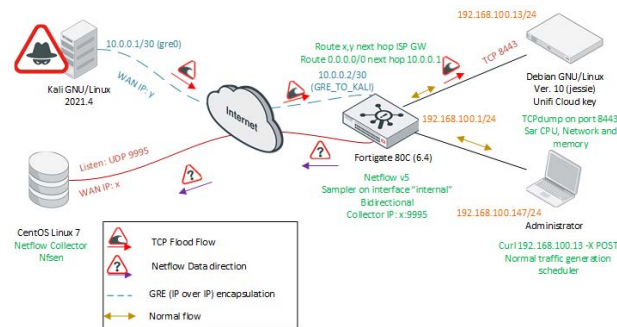 10.0.0.1/30 (gre0)
WAN IP: y
Kali GNU/Linux
2021.4
Internet
Route x,y next hop ISP GW
Route 0.0.0.0/0 next hop 10.0.0.1
10.0.0.2/30
(GRE_TO_KALI)
192.168.100.13/24
TCP 8443
Debian GNU/Linux
Ver. 10 (jessie)
Unifi Cloud key
TCPdump on port 8443
Sar CPU, Network and
memory
192.168.100.1/24
Fortigate 80C (6.4)
Netflow v5
Sampler on interface "internal"
Bidirectional
Collector IP: x:9995
192.168.100.147/24
Administrator
Curl 192.168.100.13 -X POST
Normal traffic generation
scheduler
Listen: UDP 9995
WAN IP: x
CentOS Linux 7
Netflow Collector
Nfsen
TCP Flood Flow
?
Netflow Data direction
GRE (IP over IP) encapsulation
Normal flow
?
?